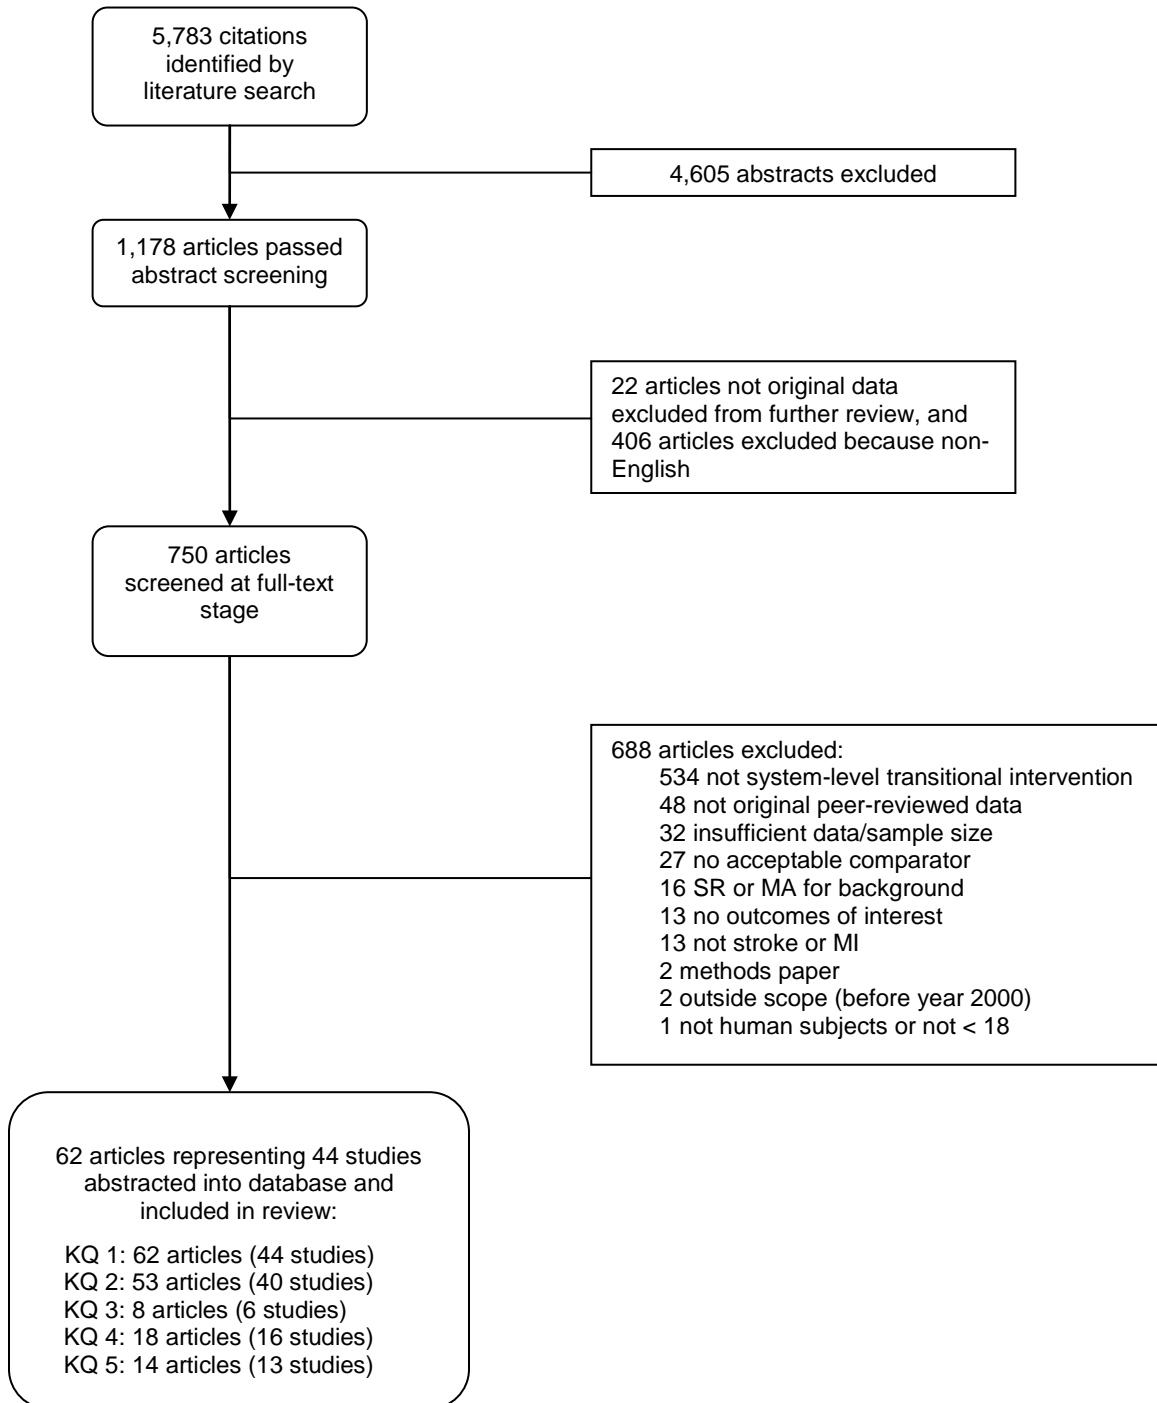 5,783 citations
identified by
literature search
4,605 abstracts excluded
1,178 articles passed
abstract screening
22 articles not original data
excluded from further review, and
406 articles excluded because non-
English
750 articles
screened at full-text
stage
688 articles excluded:
534 not system-level transitional intervention
48 not original peer-reviewed data
32 insufficient data/sample size
27 no acceptable comparator
16 SR or MA for background
13 no outcomes of interest
13 not stroke or MI
2 methods paper
2 outside scope (before year 2000)
1 not human subjects or not < 18
62 articles representing 44 studies
abstracted into database and
included in review:
KQ 1: 62 articles (44 studies)
KQ 2: 53 articles (40 studies)
KQ 3: 8 articles (6 studies)
KQ 4: 18 articles (16 studies)
KQ 5: 14 articles (13 studies)